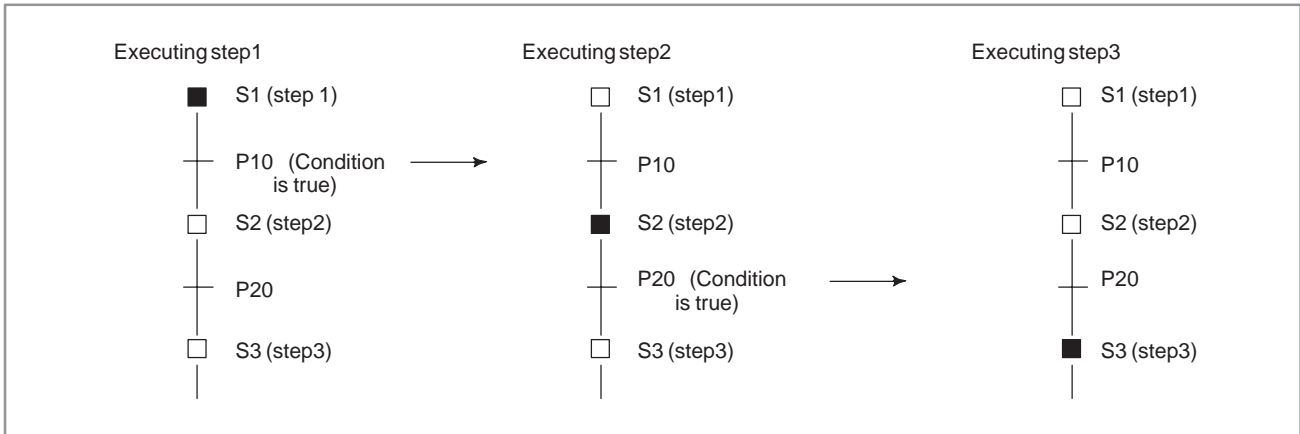 Executing step1
S1 (step 1)
P10 (Condition
is true)
S2 (step2)
P20
S3 (step3)
Executing step2
S1 (step1)
P10
S2 (step2)
P20 (Condition
is true)
S3 (step3)
Executing step3
S1 (step1)
P10
S2 (step2)
P20
S3 (step3)